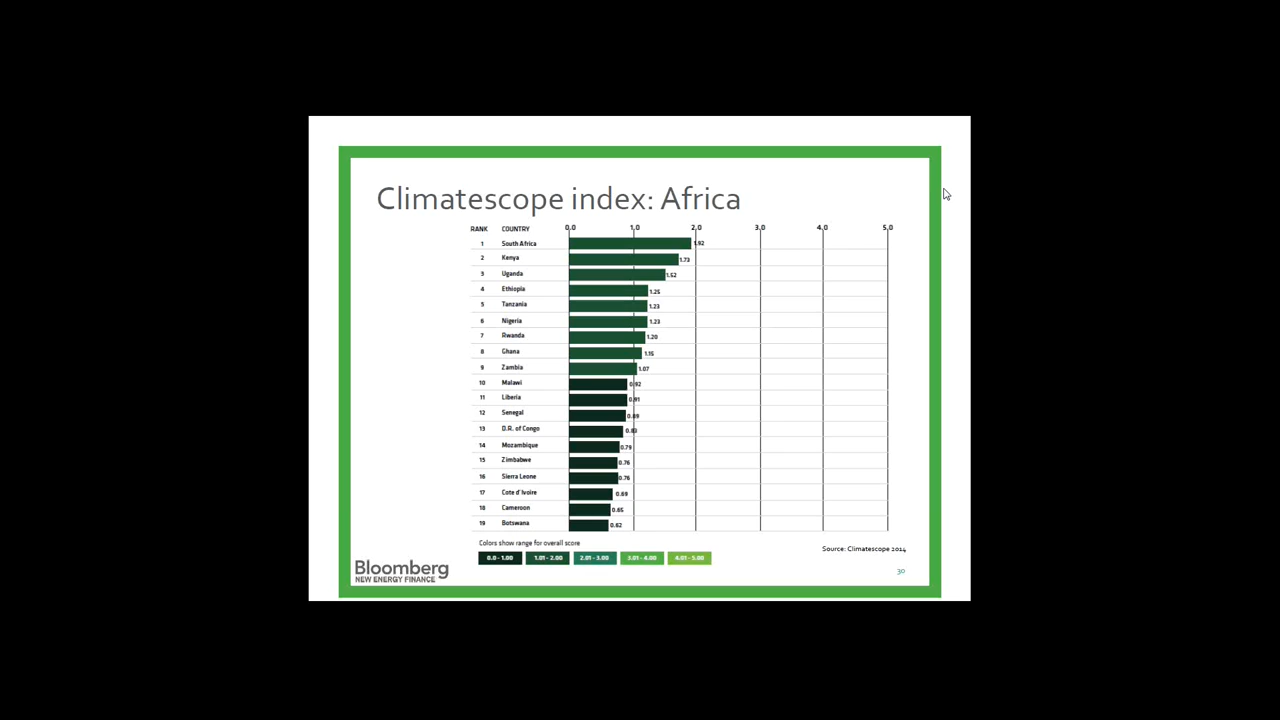 Climatescope index: Africa
RANK COUNTRY 0.0 1.0 2.0 3.0 4.0 5.0
1 South Africa 1.92
2 Kenya 1.73
3 Uganda 1.52
4 Ethiopia 1.25
5 Tanzania 1.23
6 Nigeria 1.23
7 Rwanda 1.20
8 Ghana 1.15
9 Zambia 1.07
10 Malawi 0.92
11 Liberia 0.91
12 Senegal 0.89
13 D.R. of Congo 0.83
14 Mozambique 0.79
15 Zimbabwe 0.76
16 Sierra Leone 0.76
17 Cote d'Ivoire 0.69
18 Cameroon 0.65
19 Botswana 0.62
Colors show range for overall score
0.0 - 1.00 1.01 - 2.00 2.01 - 3.00 3.01 - 4.00 4.01 - 5.00
Source: Climatescope 2014
Bloomberg
NEW ENERGY FINANCE
30